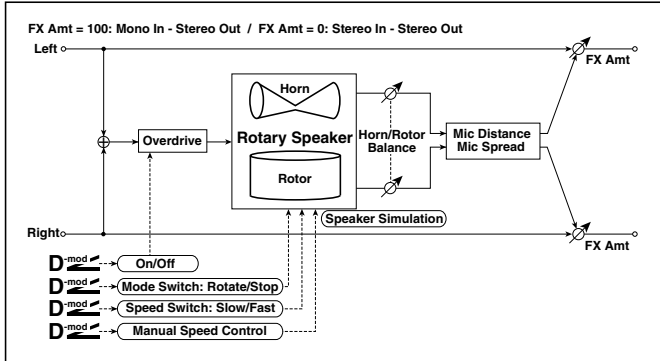 FX Amt = 100: Mono In - Stereo Out / FX Amt = 0: Stereo In - Stereo Out
Left
FX Amt
Horn
Overdrive
Rotary Speaker
Horn/Rotor
Balance
Mic Distance
Mic Spread
Rotor
Speaker Simulation
Right
FX Amt
D-mod
On/Off
D-mod
Mode Switch: Rotate/Stop
D-mod
Speed Switch: Slow/Fast
D-mod
Manual Speed Control